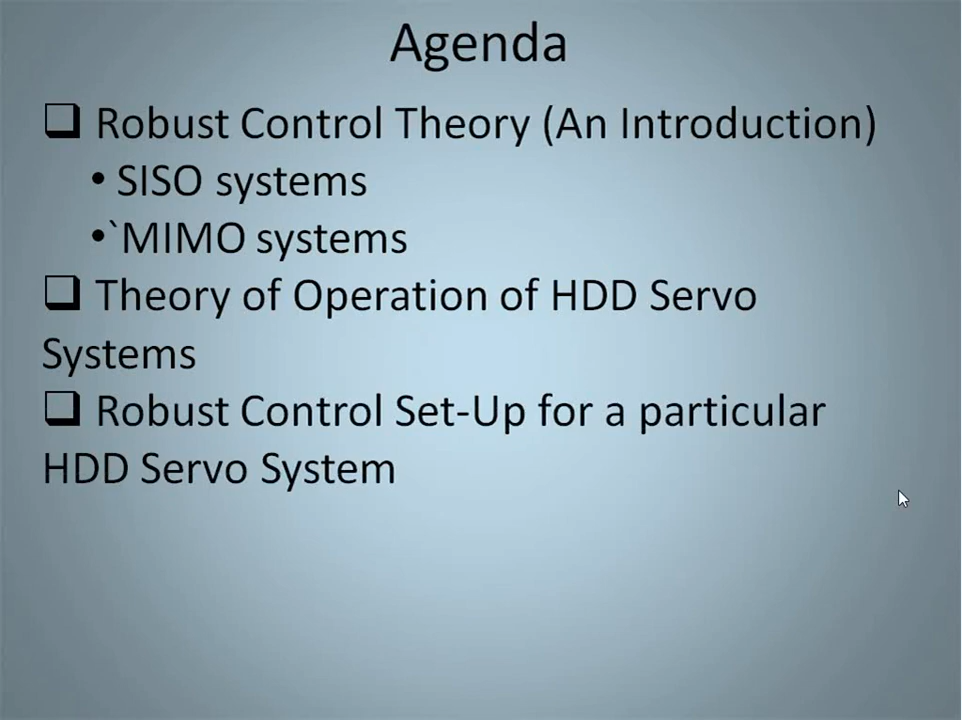 Agenda
❑ Robust Control Theory (An Introduction)
• SISO systems
•`MIMO systems
❑ Theory of Operation of HDD Servo
Systems
❑ Robust Control Set-Up for a particular
HDD Servo System